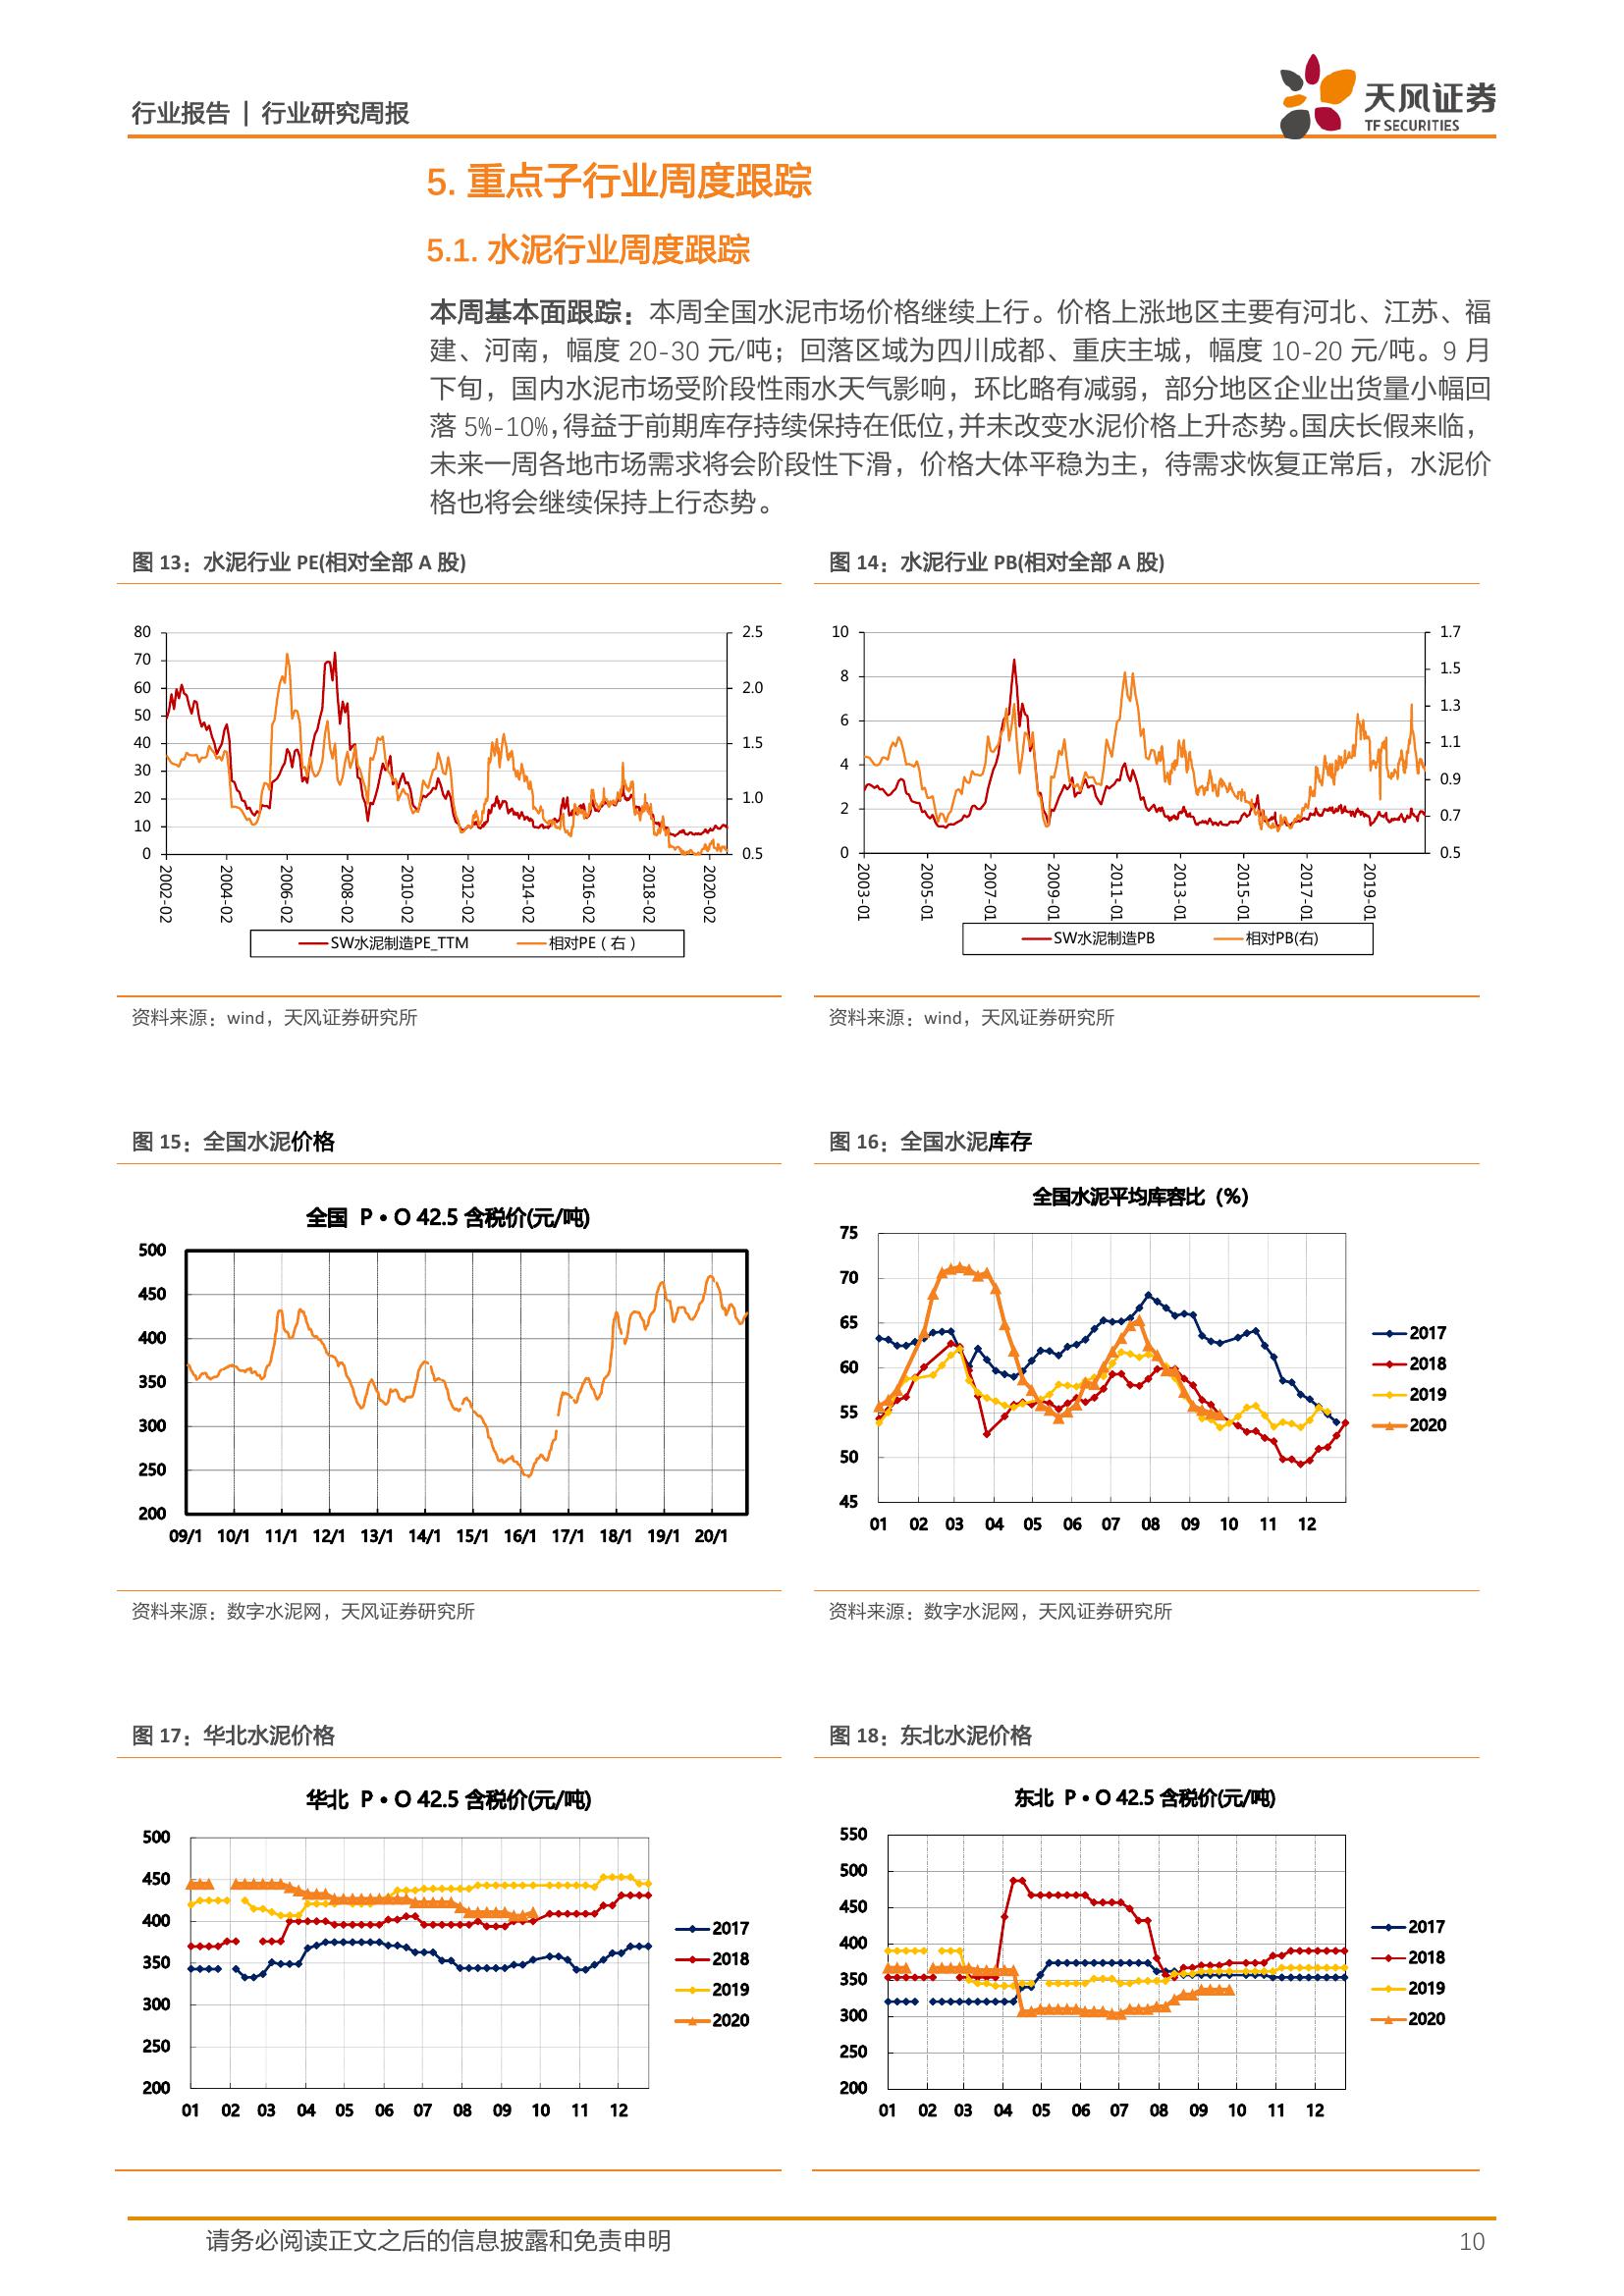 行业报告 | 行业研究周报
天风证券
TF SECURITIES
5. 重点子行业周度跟踪
5.1. 水泥行业周度跟踪
本周基本面跟踪：本周全国水泥市场价格继续上行。价格上涨地区主要有河北、江苏、福
建、河南，幅度 20-30 元/吨；回落区域为四川成都、重庆主城，幅度 10-20 元/吨。9 月
下旬，国内水泥市场受阶段性雨水天气影响，环比略有减弱，部分地区企业出货量小幅回
落 5%-10%，得益于前期库存持续保持在低位，并未改变水泥价格上升态势。国庆长假来临，
未来一周各地市场需求将会阶段性下滑，价格大体平稳为主，待需求恢复正常后，水泥价
格也将会继续保持上行态势。
图 13：水泥行业 PE(相对全部 A 股)
80
70
60
50
40
30
20
10
0
2.5
2.0
1.5
1.0
0.5
2002-02
2004-02
2006-02
2008-02
2010-02
2012-02
2014-02
2016-02
2018-02
2020-02
SW水泥制造PE_TTM
相对PE（右）
资料来源：wind，天风证券研究所
图 14：水泥行业 PB(相对全部 A 股)
10
8
6
4
2
0
1.7
1.5
1.3
1.1
0.9
0.7
0.5
2003-01
2005-01
2007-01
2009-01
2011-01
2013-01
2015-01
2017-01
2019-01
SW水泥制造PB
相对PB(右)
资料来源：wind，天风证券研究所
图 15：全国水泥价格
全国 P•O 42.5 含税价(元/吨)
500
450
400
350
300
250
200
09/1 10/1 11/1 12/1 13/1 14/1 15/1 16/1 17/1 18/1 19/1 20/1
资料来源：数字水泥网，天风证券研究所
图 16：全国水泥库存
全国水泥平均库容比（%）
75
70
65
60
55
50
45
01 02 03 04 05 06 07 08 09 10 11 12
2017
2018
2019
2020
资料来源：数字水泥网，天风证券研究所
图 17：华北水泥价格
华北 P•O 42.5 含税价(元/吨)
500
450
400
350
300
250
200
01 02 03 04 05 06 07 08 09 10 11 12
2017
2018
2019
2020
图 18：东北水泥价格
东北 P•O 42.5 含税价(元/吨)
550
500
450
400
350
300
250
200
01 02 03 04 05 06 07 08 09 10 11 12
2017
2018
2019
2020
请务必阅读正文之后的信息披露和免责申明
10